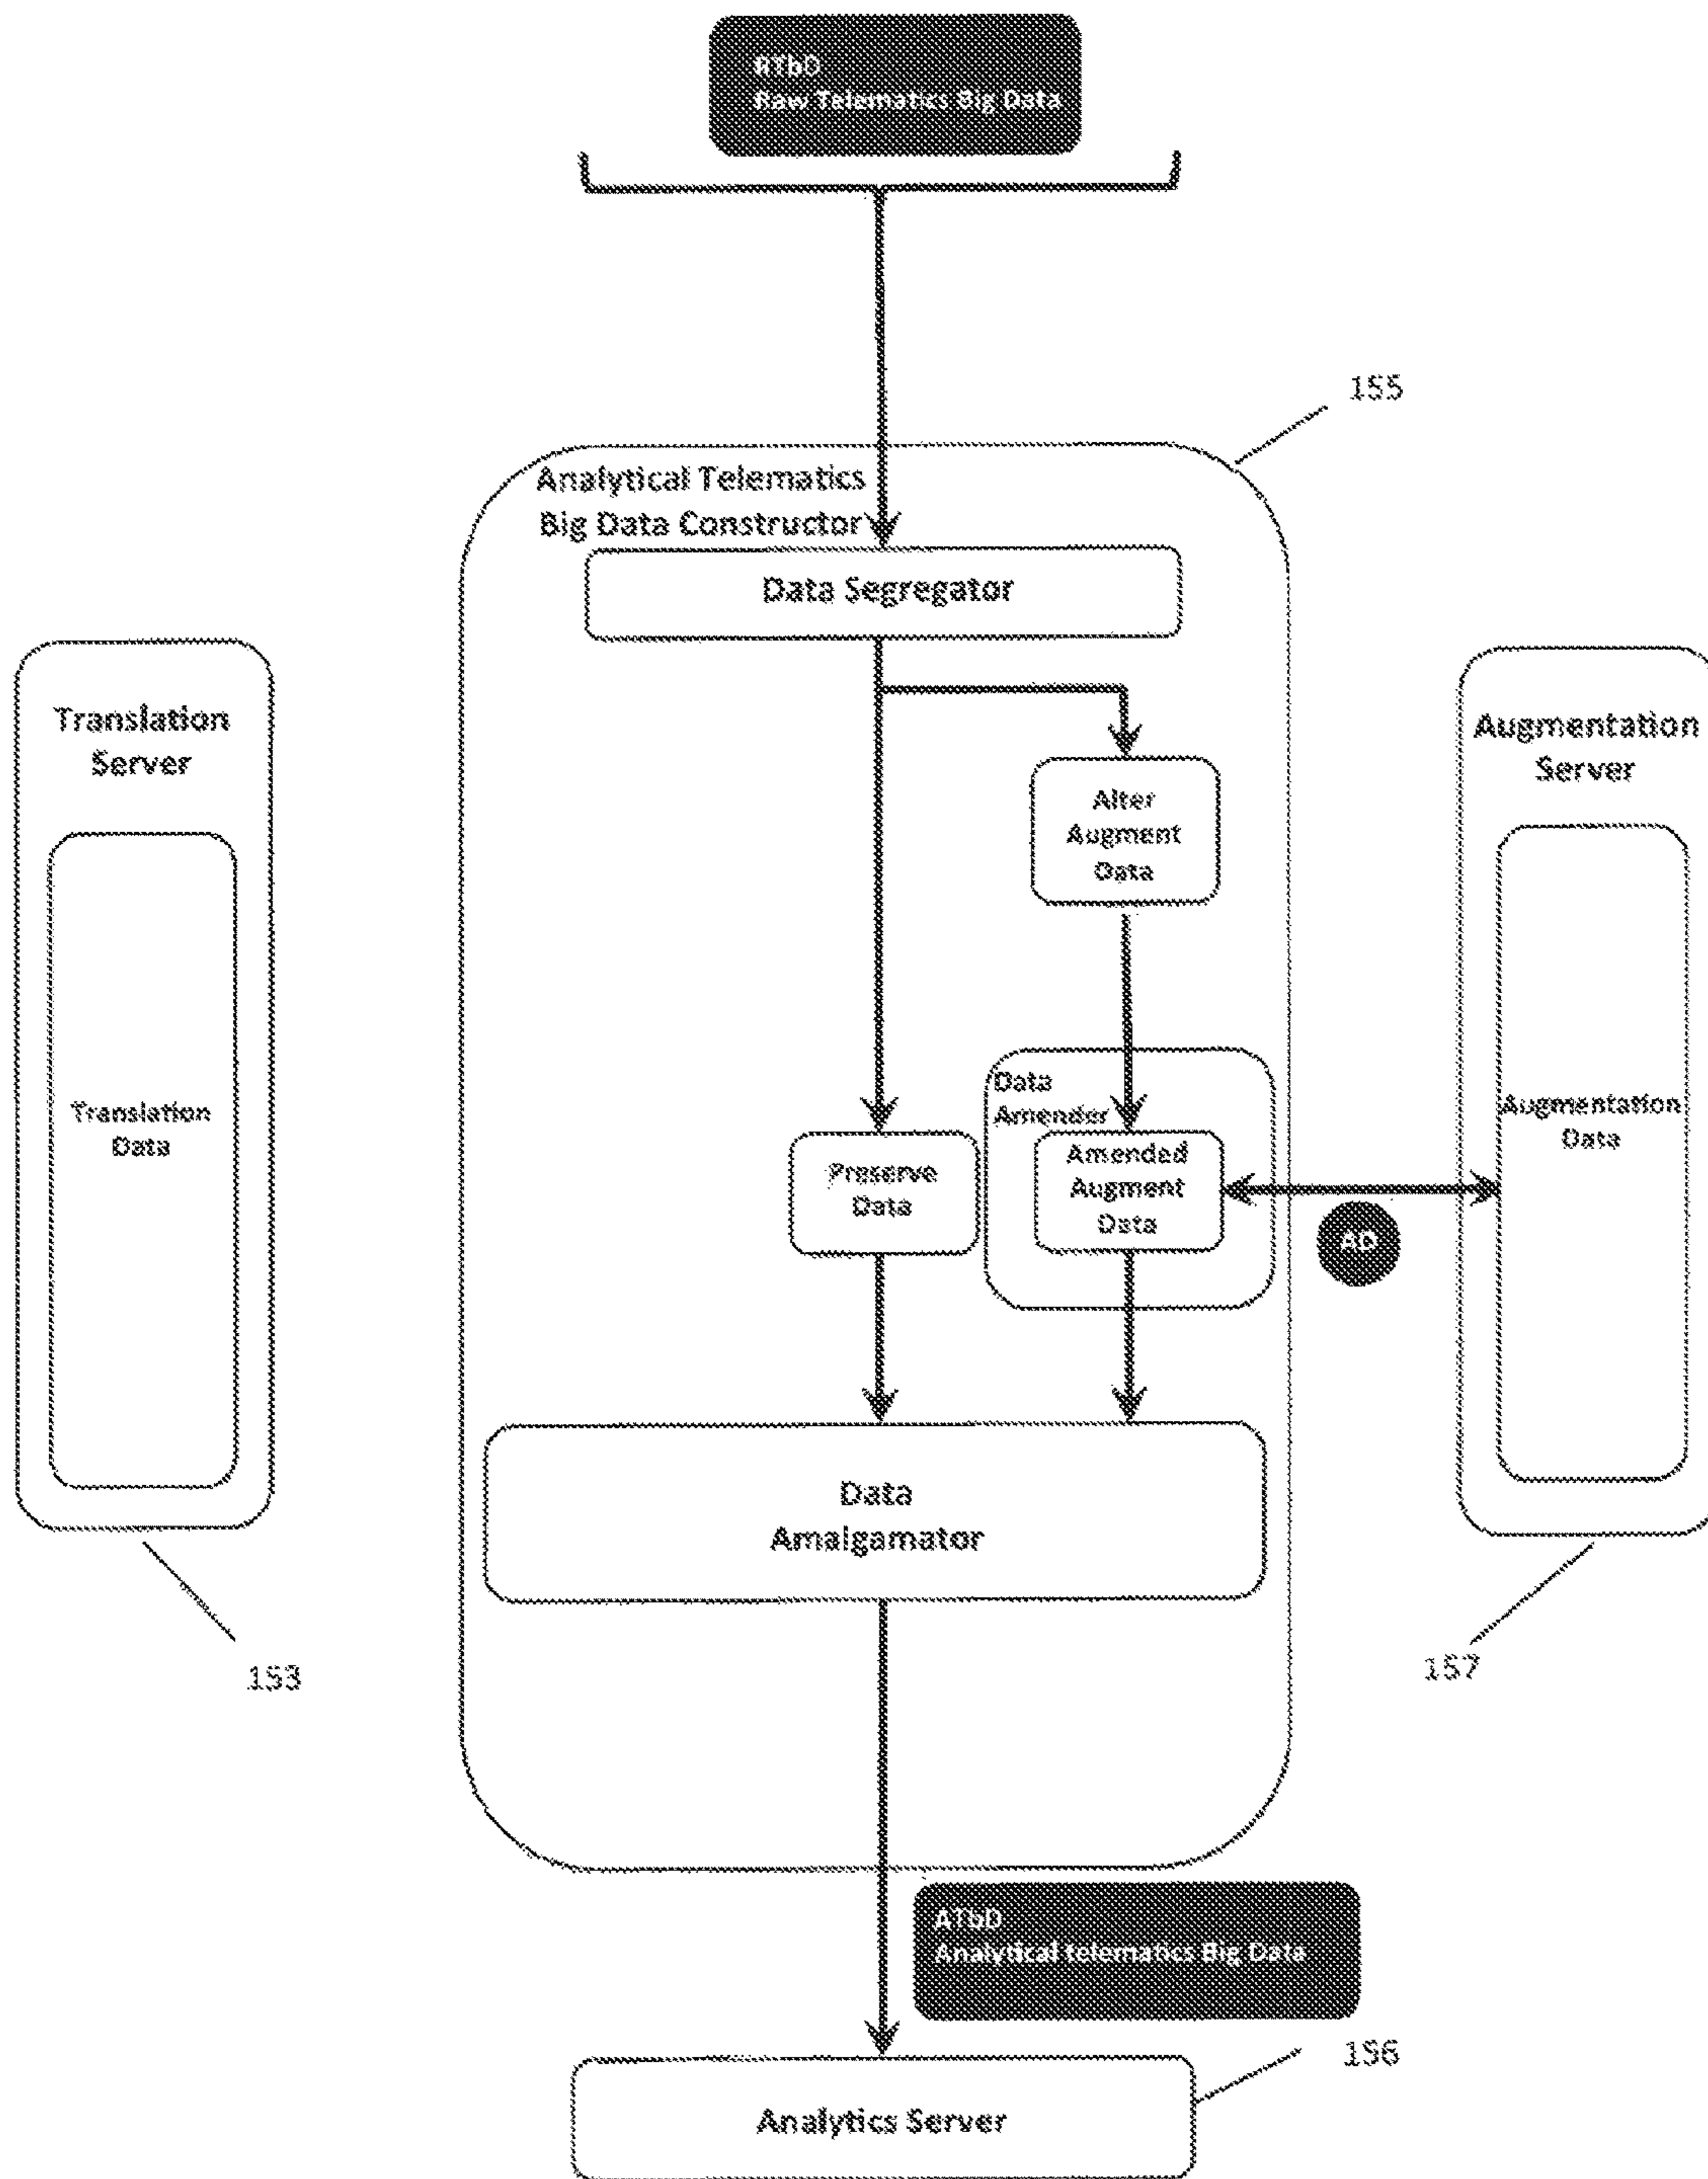 RTbD
Raw Telematics Big Data
155
Analytical Telematics
Big Data Constructor
Data Segregator
Translation
Server
Augmentation
Server
Alter
Augment
Data
Translation
Data
Data
Amender
Augmentation
Data
Preserve
Data
Amended
Augment
Data
AD
Data
Amalgamator
153
157
ATbD
Analytical telematics Big Data
156
Analytics Server